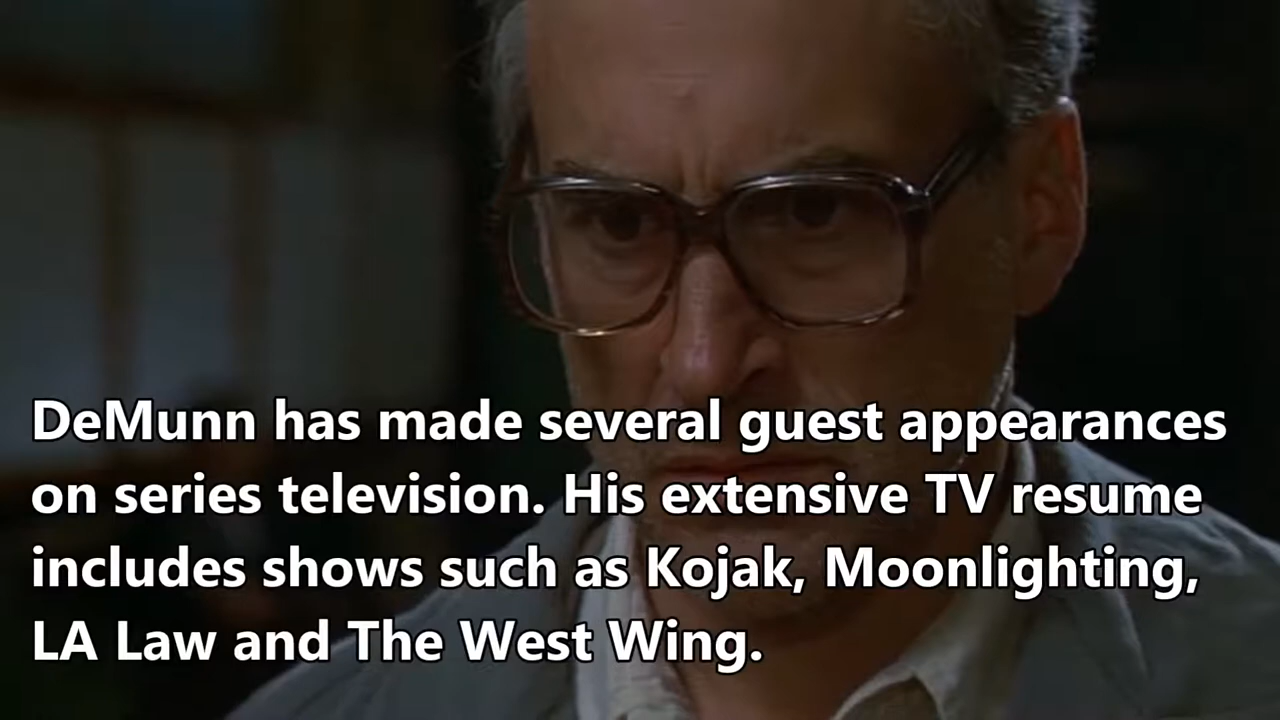 DeMunn has made several guest appearances
on series television. His extensive TV resume
includes shows such as Kojak, Moonlighting,
LA Law and The West Wing.